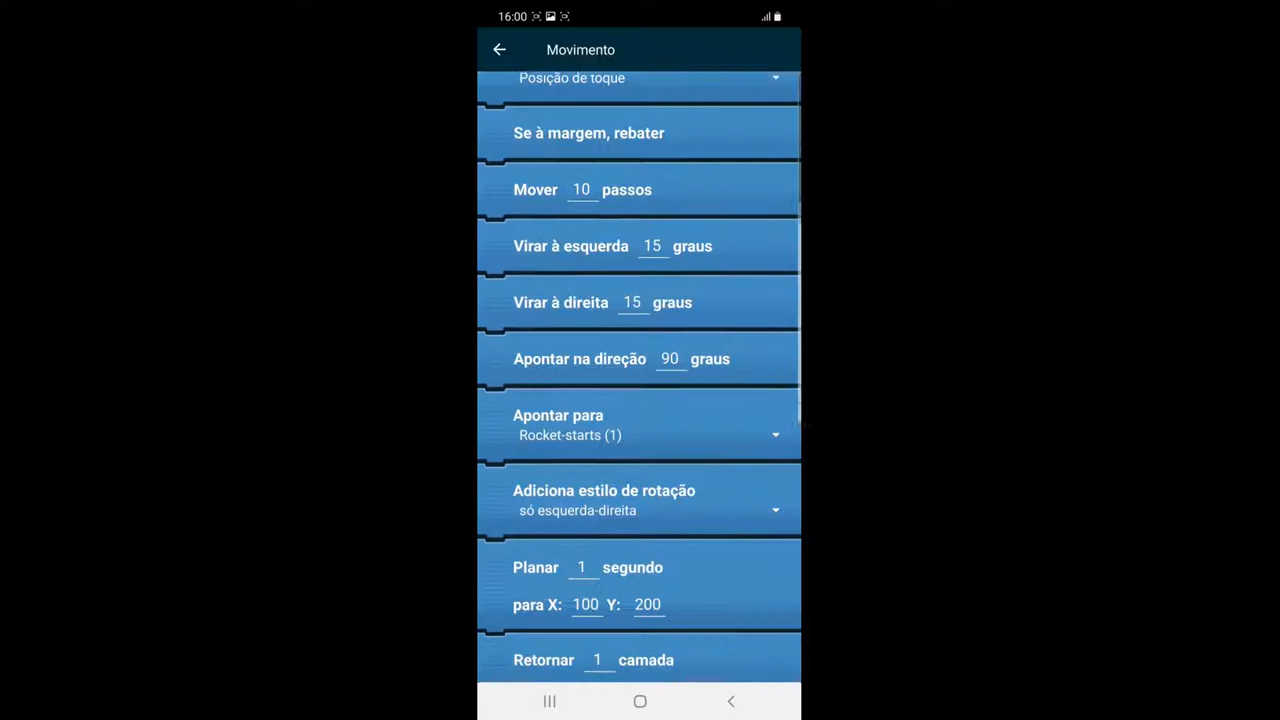 16:00
Movimento
Posição de toque
Se à margem, rebater
Mover 10 passos
Virar à esquerda 15 graus
Virar à direita 15 graus
Apontar na direção 90 graus
Apontar para
Rocket-starts (1)
Adiciona estilo de rotação
só esquerda-direita
Planar 1 segundo
para X: 100 Y: 200
Retornar 1 camada